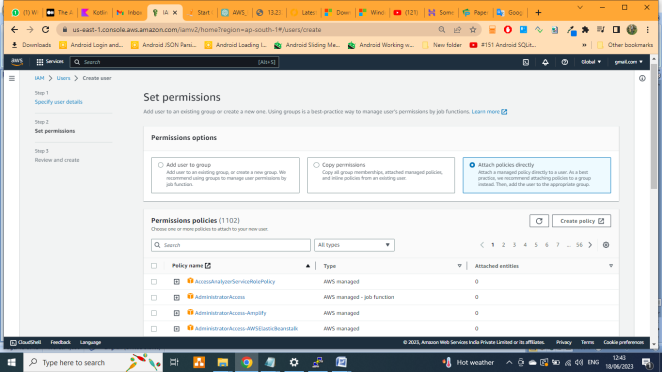 (1) W
The A
Kotlin
Inbox
IA
Start
AWS_
13.23
Later
Down
Wind
(121)
Some
Pape
Goog
us-east-1.console.aws.amazon.com/iamv2/home?region=ap-south-1#/users/create
Downloads Android Login and... Android JSON Parsi... Android Loading I... Android Sliding Me... Android Working w... New folder #151 Android SQLit... » Other bookmarks
aws Services Search [Alt+S] Global gmail.com
IAM > Users > Create user
Step 1
Specify user details
Step 2
Set permissions
Step 3
Review and create
Set permissions
Add user to an existing group or create a new one. Using groups is a best-practice way to manage user's permissions by job functions. Learn more
Permissions options
Add user to group
Add user to an existing group, or create a new group. We
recommend using groups to manage user permissions by
job function.
Copy permissions
Copy all group memberships, attached managed policies,
and inline policies from an existing user.
Attach policies directly
Attach a managed policy directly to a user. As a best
practice, we recommend attaching policies to a group
instead. Then, add the user to the appropriate group.
Permissions policies (1102)
Choose one or more policies to attach to your new user.
Create policy
Search
All types
< 1 2 3 4 5 6 7 ... 56 >
Policy name Type Attached entities
AccessAnalyzerServiceRolePolicy AWS managed 0
AdministratorAccess AWS managed - job function 0
AdministratorAccess-Amplify AWS managed 0
AdministratorAccess-AWSElasticBeanstalk AWS managed 0
CloudShell Feedback Language © 2023, Amazon Web Services India Private Limited or its affiliates. Privacy Terms Cookie preferences
Type here to search
Hot weather
ENG
12:43
18/06/2023